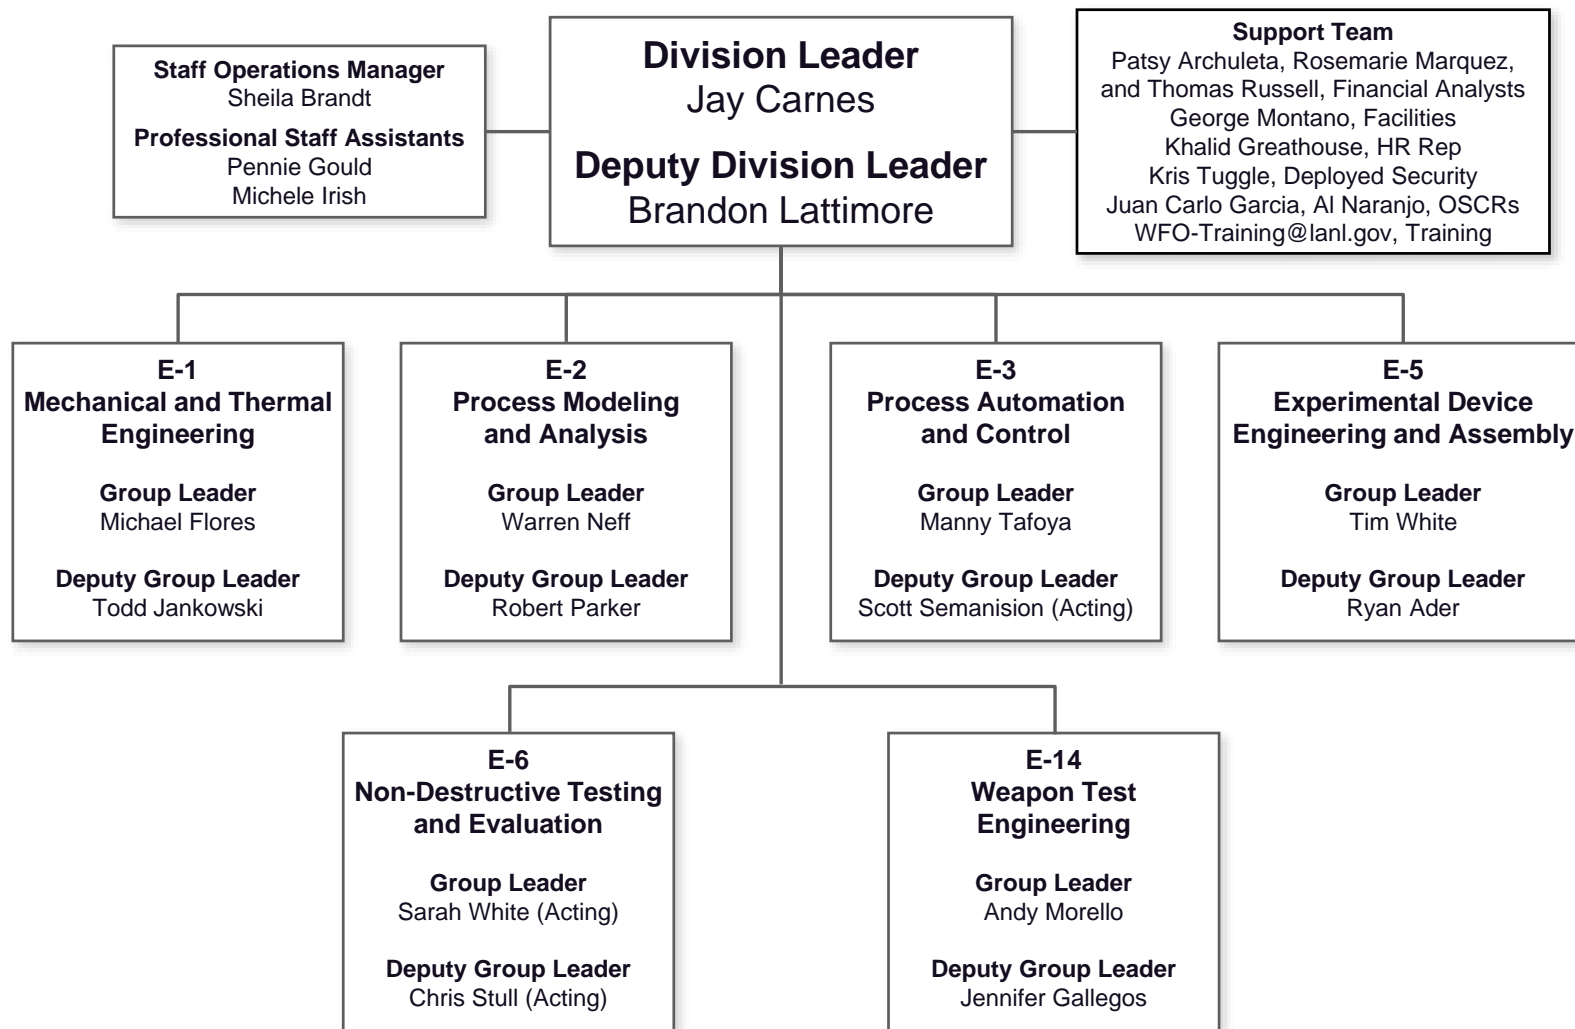 Staff Operations Manager
Sheila Brandt
Professional Staff Assistants
Pennie Gould
Michele Irish
Division Leader
Jay Carnes
Deputy Division Leader
Brandon Lattimore
Support Team
Patsy Archuleta, Rosemarie Marquez,
and Thomas Russell, Financial Analysts
George Montano, Facilities
Khalid Greathouse, HR Rep
Kris Tuggle, Deployed Security
Juan Carlo Garcia, Al Naranjo, OSCRs
WFO-Training@lanl.gov, Training
E-1
Mechanical and Thermal
Engineering
Group Leader
Michael Flores
Deputy Group Leader
Todd Jankowski
E-2
Process Modeling
and Analysis
Group Leader
Warren Neff
Deputy Group Leader
Robert Parker
E-3
Process Automation
and Control
Group Leader
Manny Tafoya
Deputy Group Leader
Scott Semanision (Acting)
E-5
Experimental Device
Engineering and Assembly
Group Leader
Tim White
Deputy Group Leader
Ryan Ader
E-6
Non-Destructive Testing
and Evaluation
Group Leader
Sarah White (Acting)
Deputy Group Leader
Chris Stull (Acting)
E-14
Weapon Test
Engineering
Group Leader
Andy Morello
Deputy Group Leader
Jennifer Gallegos